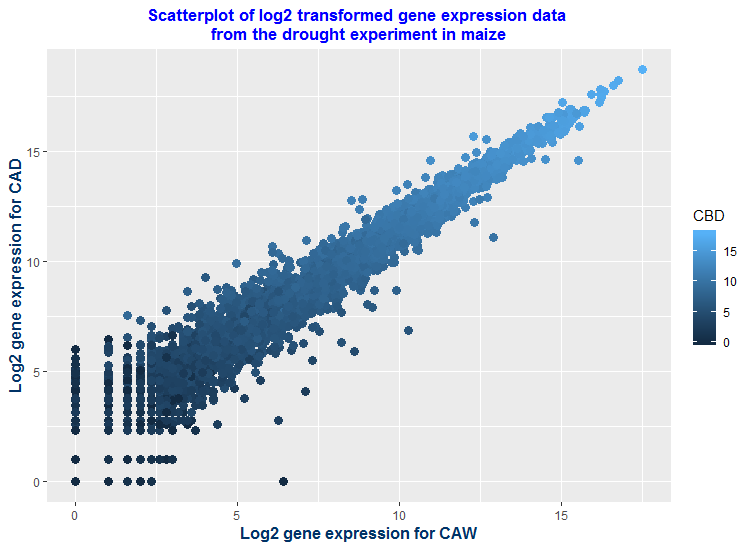 Scatterplot of log2 transformed gene expression data
from the drought experiment in maize
Log2 gene expression for CAD
15
10
5
0
0 5 10 15
Log2 gene expression for CAW
CBD
15
10
5
0